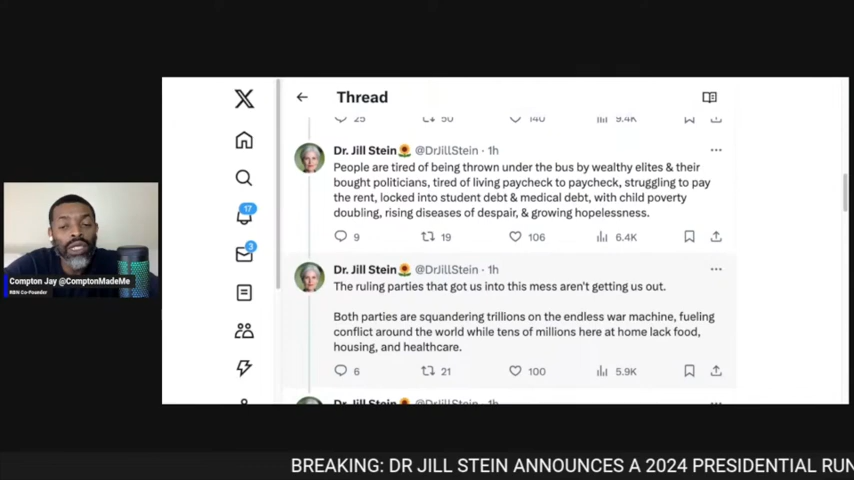 Thread
25 50 140 9.4K
Dr. Jill Stein🌻 @DrJillStein · 1h
People are tired of being thrown under the bus by wealthy elites & their
bought politicians, tired of living paycheck to paycheck, struggling to pay
the rent, locked into student debt & medical debt, with child poverty
doubling, rising diseases of despair, & growing hopelessness.
9 19 106 6.4K
Dr. Jill Stein🌻 @DrJillStein · 1h
The ruling parties that got us into this mess aren't getting us out.
Both parties are squandering trillions on the endless war machine, fueling
conflict around the world while tens of millions here at home lack food,
housing, and healthcare.
6 21 100 5.9K
Dr. Jill Stein @DrJillStein · 1h
17
3
Compton Jay @ComptonMadeMe
RBN Co-Founder
BREAKING: DR JILL STEIN ANNOUNCES A 2024 PRESIDENTIAL RUN